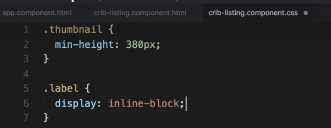 app.component.html crib-listing.component.html crib-listing.component.css
1 .thumbnail {
2 min-height: 380px;
3 }
4
5 .label {
6 display: inline-block;
7 }